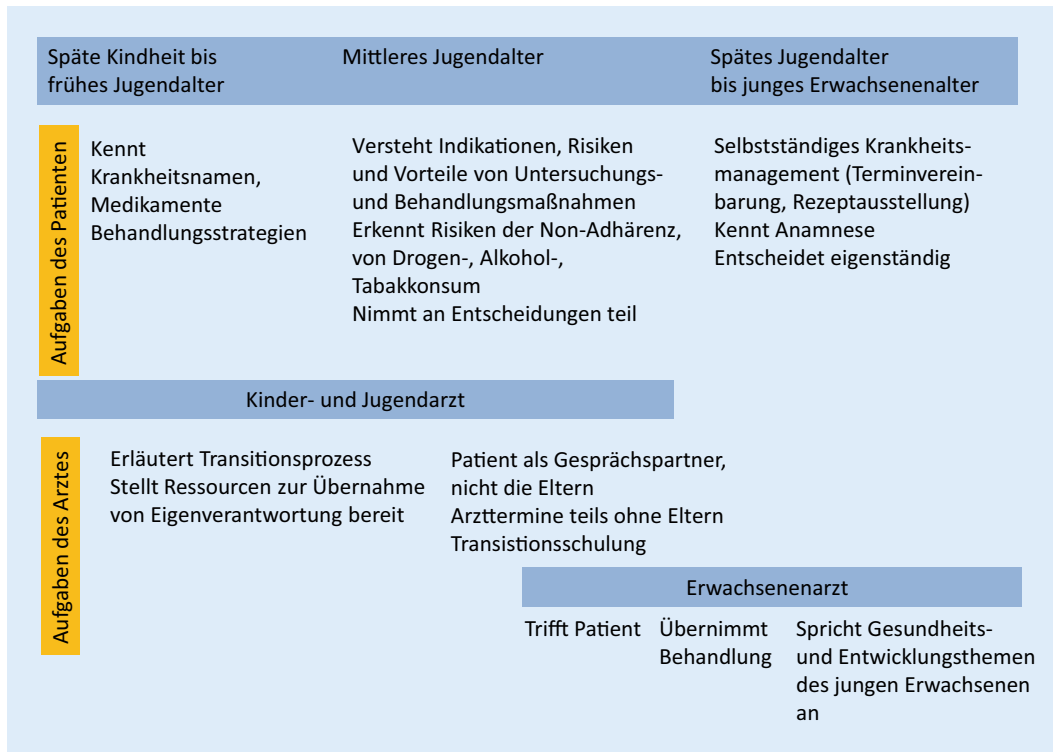 Späte Kindheit bis
frühes Jugendalter
Mittleres Jugendalter
Spätes Jugendalter
bis junges Erwachsenenalter
Aufgaben des Patienten
Kennt
Krankheitsnamen,
Medikamente
Behandlungsstrategien
Versteht Indikationen, Risiken
und Vorteile von Untersuchungs-
und Behandlungsmaßnahmen
Erkennt Risiken der Non-Adhärenz,
von Drogen-, Alkohol-,
Tabakkonsum
Nimmt an Entscheidungen teil
Selbstständiges Krankheits-
management (Terminverein-
barung, Rezeptausstellung)
Kennt Anamnese
Entscheidet eigenständig
Kinder- und Jugendarzt
Aufgaben des Arztes
Erläutert Transitionsprozess
Stellt Ressourcen zur Übernahme
von Eigenverantwortung bereit
Patient als Gesprächspartner,
nicht die Eltern
Arzttermine teils ohne Eltern
Transistionsschulung
Erwachsenenarzt
Trifft Patient
Übernimmt
Behandlung
Spricht Gesundheits-
und Entwicklungsthemen
des jungen Erwachsenen
an